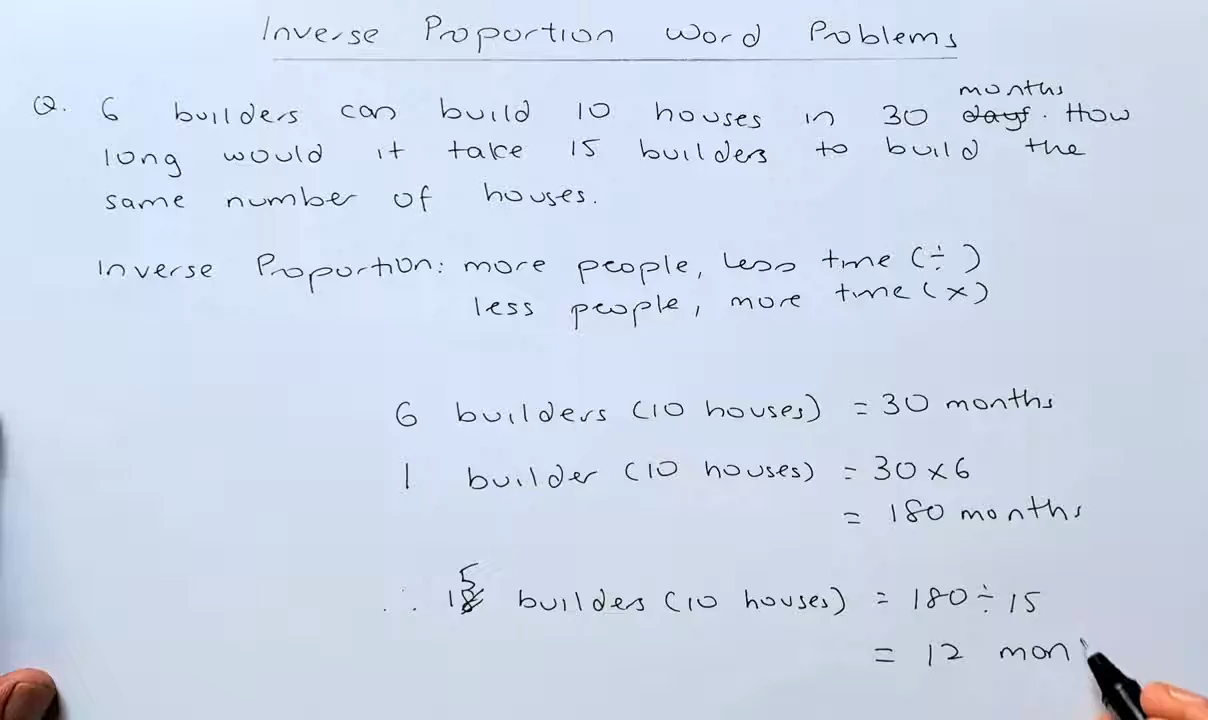 Inverse Proportion Word Problems
Q. 6 builders can build 10 houses in 30 months days. How
long would it take 15 builders to build the
same number of houses.
Inverse Proportion: more people, less time (÷)
less people, more time (x)
6 builders (10 houses) = 30 months
1 builder (10 houses) = 30 x 6
= 180 months
∴ 15 builders (10 houses) = 180 ÷ 15
= 12 mon